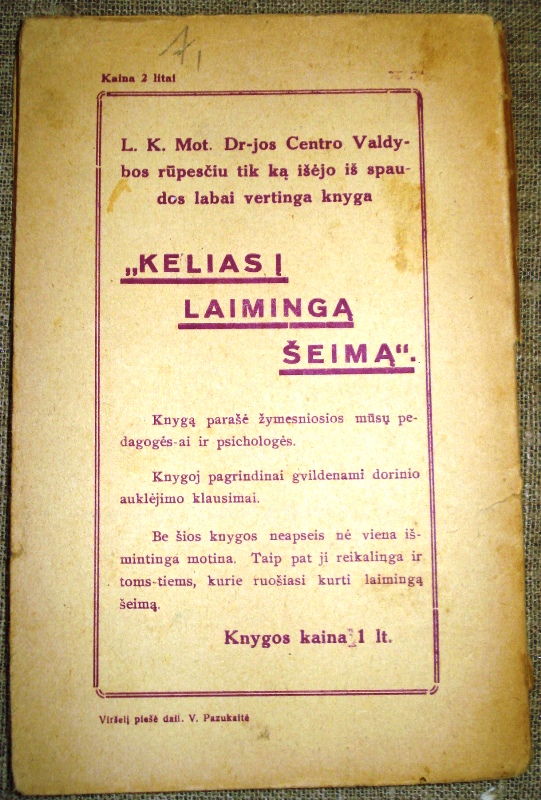 Kaina 2 litai
L. K. Mot. Dr-jos Centro Valdy-
bos rūpesčiu tik ką išėjo iš spau-
dos labai vertinga knyga
„KELIAS Į
LAIMINGĄ
ŠEIMĄ“.
Knygą parašė žymesniosios mūsų pe-
dagogės-ai ir psichologės.
Knygoj pagrindinai gvildenami dorinio
auklėjimo klausimai.
Be šios knygos neapseis nė viena iš-
mintinga motina. Taip pat ji reikalinga ir
toms-tiems, kurie ruošiasi kurti laimingą
šeimą.
Knygos kaina 1 lt.
Viršelį piešė dail. V. Pazukaitė